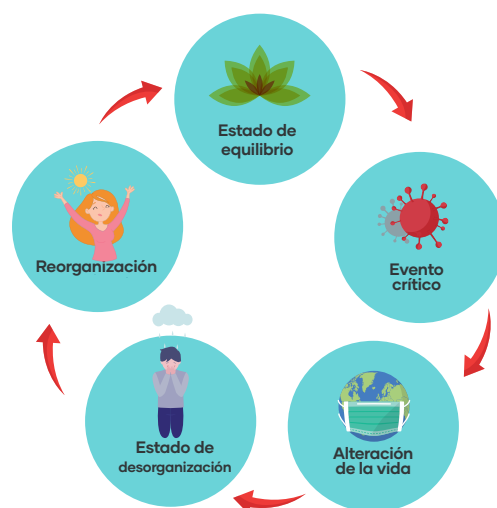 Estado de
equilibrio
Evento
crítico
Alteración
de la vida
Estado de
desorganización
Reorganización